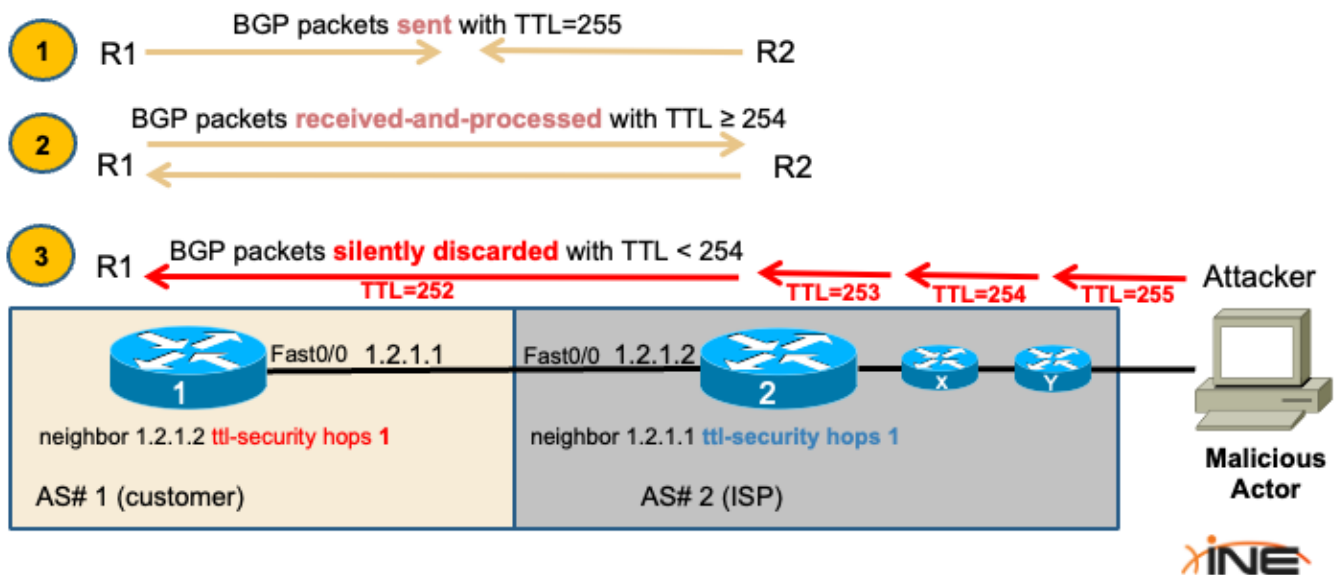 BGP packets sent with TTL=255
1
R1
R2
BGP packets received-and-processed with TTL ≥ 254
2
R1
R2
3
R1
BGP packets silently discarded with TTL < 254
TTL=252
TTL=253
TTL=254
TTL=255
Attacker
Fast0/0 1.2.1.1
Fast0/0 1.2.1.2
1
2
X
Y
neighbor 1.2.1.2 ttl-security hops 1
neighbor 1.2.1.1 ttl-security hops 1
Malicious
Actor
AS# 1 (customer)
AS# 2 (ISP)
INE